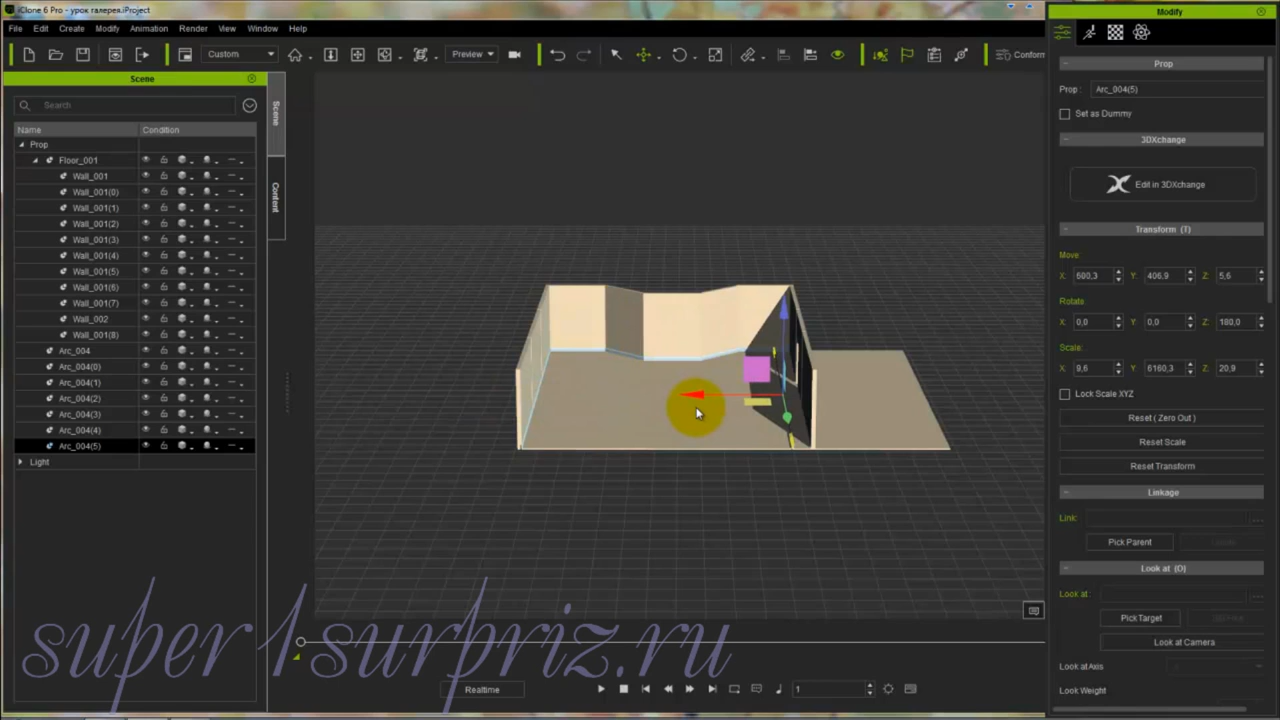 iClone 6 Pro - урок галерея.iProject
File Edit Create Modify Animation Render View Window Help
Custom Preview Conform
Scene
Search
Name Condition
Prop
Floor_001
Wall_001
Wall_001(0)
Wall_001(1)
Wall_001(2)
Wall_001(3)
Wall_001(4)
Wall_001(5)
Wall_001(6)
Wall_001(7)
Wall_002
Wall_001(8)
Arc_004
Arc_004(0)
Arc_004(1)
Arc_004(2)
Arc_004(3)
Arc_004(4)
Arc_004(5)
Light
Scene
Content
super1surpriz.ru
Realtime
1
Modify
Prop
Prop : Arc_004(5)
Set as Dummy
3DXchange
Edit in 3DXchange
Transform (T)
Move:
X: 600,3 Y: 406,9 Z: 5,6
Rotate
X: 0,0 Y: 0,0 Z: 180,0
Scale:
X: 9,6 Y: 6160,3 Z: 20,9
Lock Scale XYZ
Reset ( Zero Out )
Reset Scale
Reset Transform
Linkage
Link:
Pick Parent
Look at (O)
Look at :
Pick Target
Look at Camera
Look at Axis
Look Weight